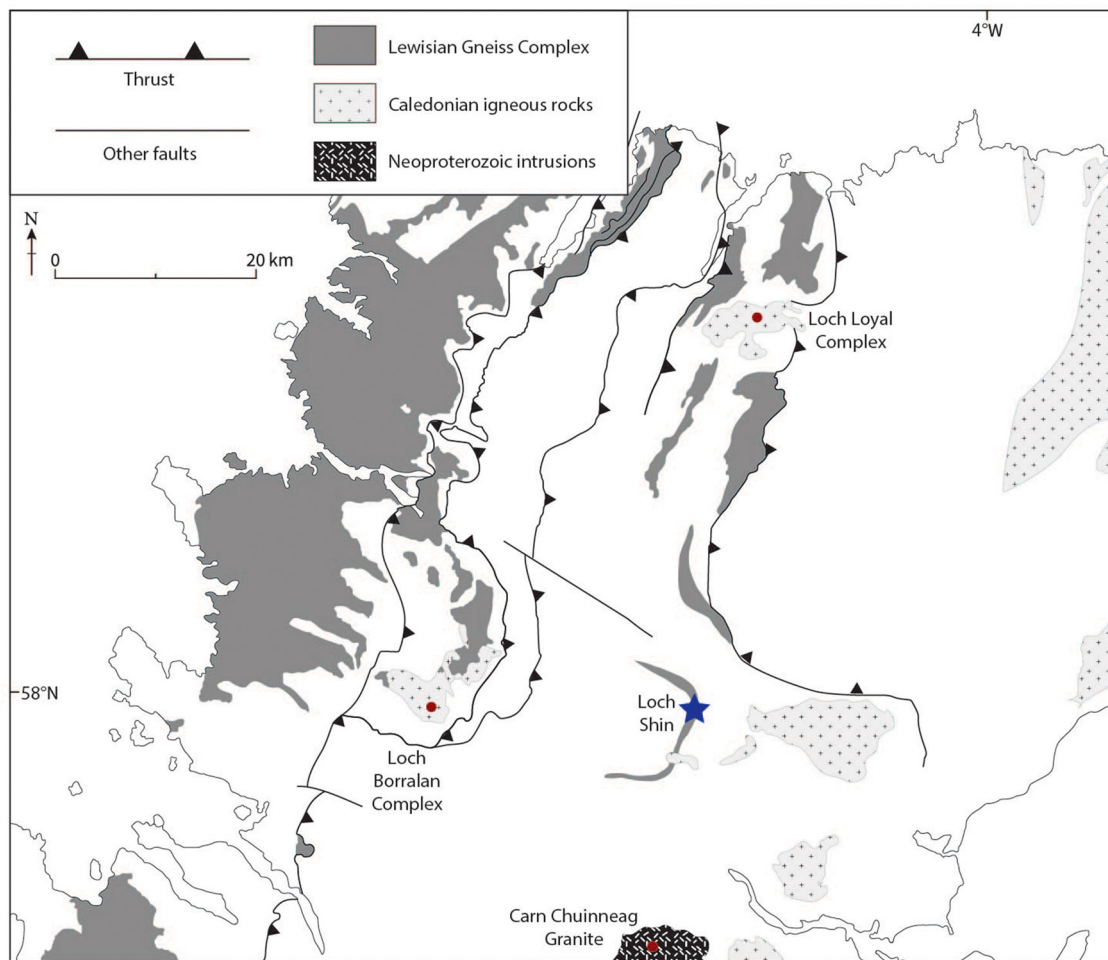 Thrust
Other faults
Lewisian Gneiss Complex
Caledonian igneous rocks
Neoproterozoic intrusions
4°W
N
0
20 km
Loch Loyal
Complex
58°N
Loch
Shin
Loch
Borralan
Complex
Carn Chuinneag
Granite